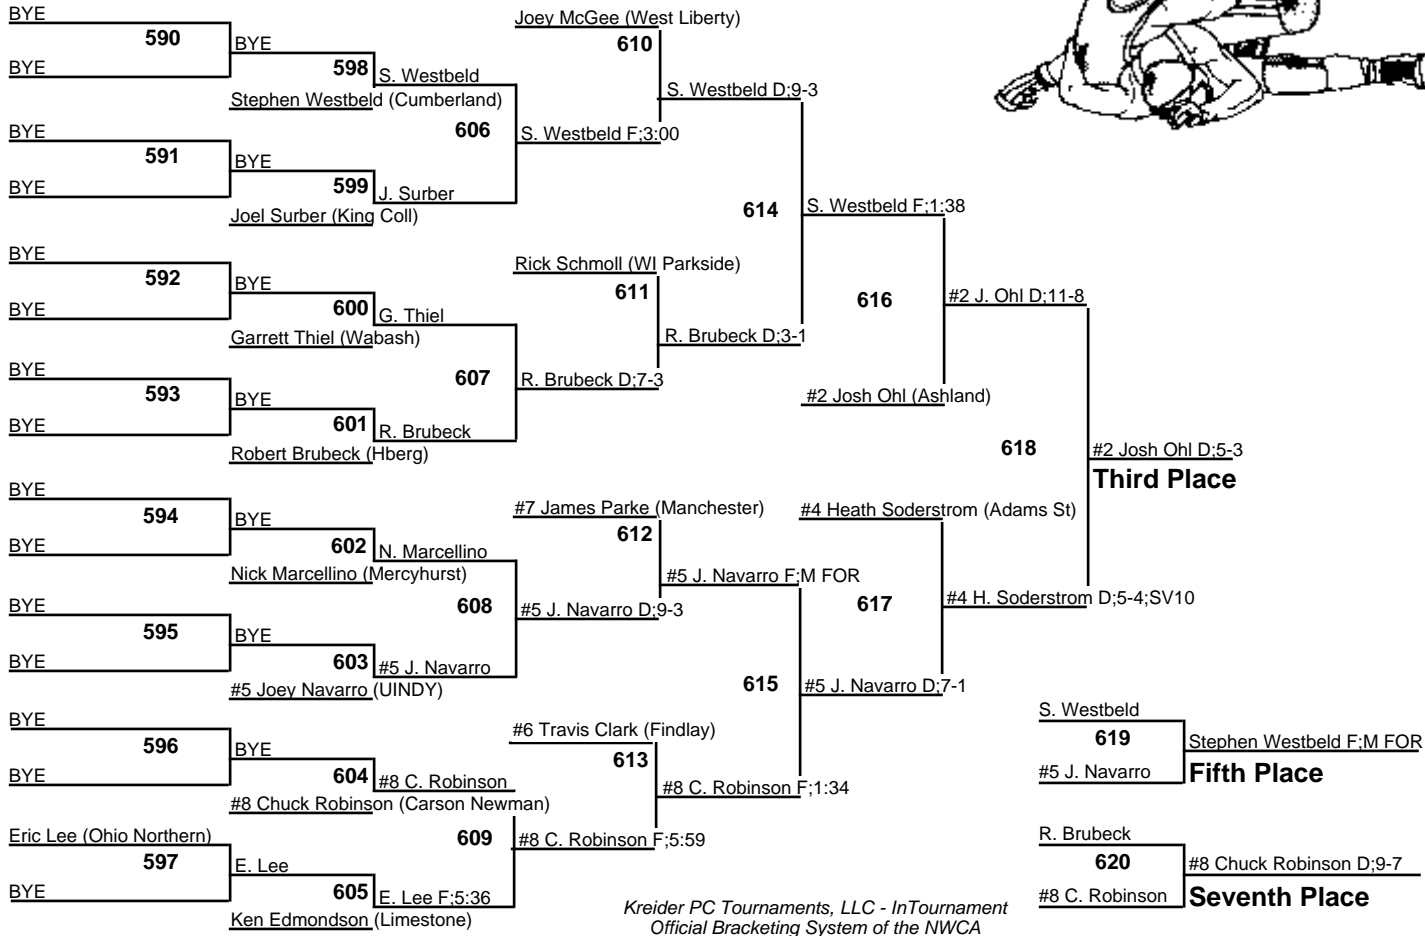 BYE
Joey McGee (West Liberty)
590
610
BYE
598
BYE
S. Westbeld
S. Westbeld D;9-3
Stephen Westbeld (Cumberland)
606
BYE
S. Westbeld F;3:00
591
BYE
BYE
599
J. Surber
S. Westbeld F;1:38
614
Joel Surber (King Coll)
BYE
Rick Schmoll (WI Parkside)
592
BYE
611
616
#2 J. Ohl D;11-8
BYE
600
G. Thiel
Garrett Thiel (Wabash)
R. Brubeck D;3-1
BYE
607
R. Brubeck D;7-3
593
BYE
#2 Josh Ohl (Ashland)
BYE
601
R. Brubeck
618
#2 Josh Ohl D;5-3
Robert Brubeck (Hberg)
Third Place
BYE
#7 James Parke (Manchester)
#4 Heath Soderstrom (Adams St)
594
BYE
612
BYE
602
N. Marcellino
Nick Marcellino (Mercyhurst)
#5 J. Navarro F;M FOR
BYE
608
#5 J. Navarro D;9-3
617
#4 H. Soderstrom D;5-4;SV10
595
BYE
BYE
603
#5 J. Navarro
615
#5 J. Navarro D;7-1
#5 Joey Navarro (UINDY)
BYE
S. Westbeld
#6 Travis Clark (Findlay)
596
BYE
613
619
Stephen Westbeld F;M FOR
BYE
604
#8 C. Robinson
#5 J. Navarro
Fifth Place
#8 C. Robinson F;1:34
#8 Chuck Robinson (Carson Newman)
Eric Lee (Ohio Northern)
609
#8 C. Robinson F;5:59
R. Brubeck
597
E. Lee
620
#8 Chuck Robinson D;9-7
BYE
605
E. Lee F;5:36
#8 C. Robinson
Seventh Place
Ken Edmondson (Limestone)
Kreider PC Tournaments, LLC - InTournament
Official Bracketing System of the NWCA